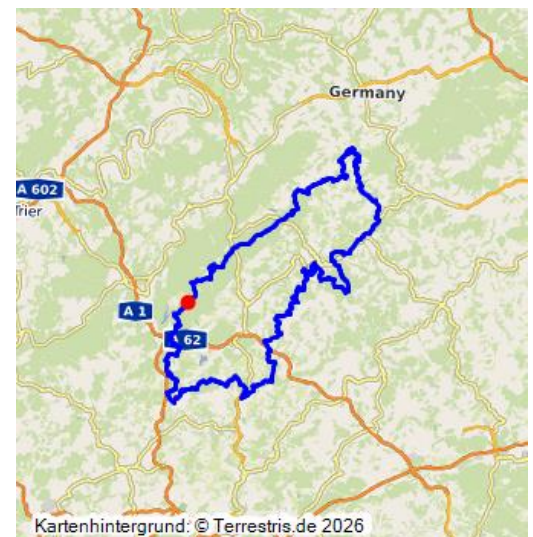 Germany
A 602
Trier
A 1
A 62
Kartenhintergrund: © Terrestris.de 2026